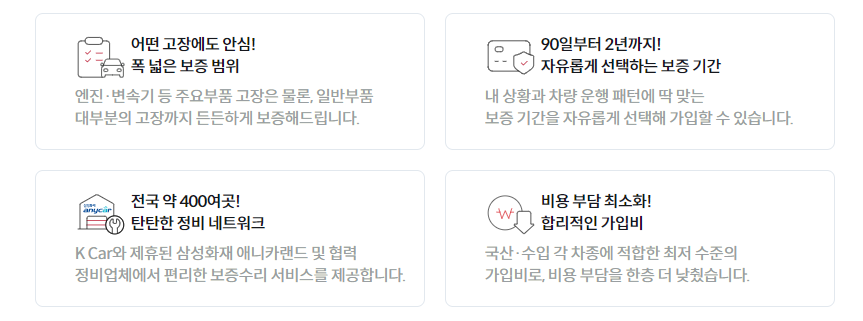 어떤 고장에도 안심!
폭 넓은 보증 범위
엔진·변속기 등 주요부품 고장은 물론, 일반부품
대부분의 고장까지 든든하게 보증해드립니다.
90일부터 2년까지!
자유롭게 선택하는 보증 기간
내 상황과 차량 운행 패턴에 딱 맞는
보증 기간을 자유롭게 선택해 가입할 수 있습니다.
anycar
전국 약 400여곳!
탄탄한 정비 네트워크
K Car와 제휴된 삼성화재 애니카랜드 및 협력
정비업체에서 편리한 보증수리 서비스를 제공합니다.
₩
비용 부담 최소화!
합리적인 가입비
국산·수입 각 차종에 적합한 최저 수준의
가입비로, 비용 부담을 한층 더 낮췄습니다.